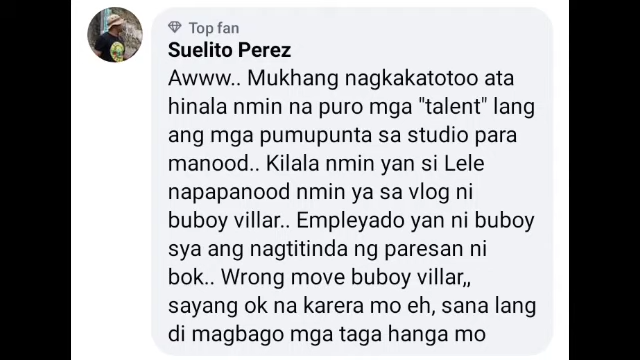 Top fan
Suelito Perez
Awww.. Mukhang nagkakatotoo ata
hinala nmin na puro mga "talent" lang
ang mga pumupunta sa studio para
manood.. Kilala nmin yan si Lele
napapanood nmin ya sa vlog ni
buboy villar.. Empleyado yan ni buboy
sya ang nagtitinda ng paresan ni
bok.. Wrong move buboy villar,,
sayang ok na karera mo eh, sana lang
di magbago mga taga hanga mo